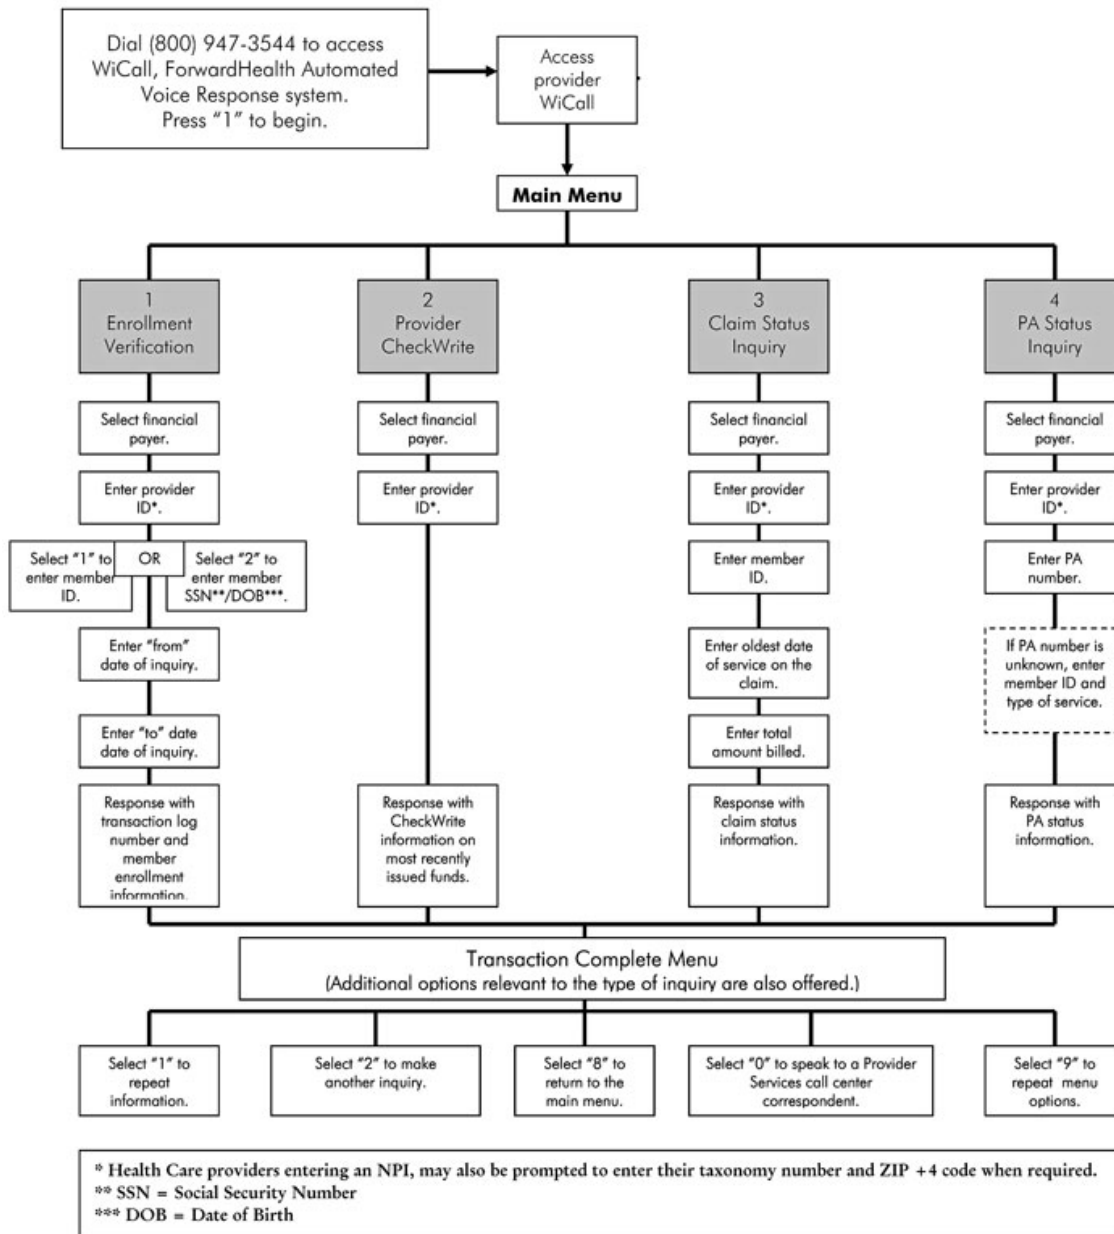 Dial (800) 947-3544 to access
WiCall, ForwardHealth Automated
Voice Response system.
Press "1" to begin.
Access
provider
WiCall
Main Menu
1
Enrollment
Verification
2
Provider
CheckWrite
3
Claim Status
Inquiry
4
PA Status
Inquiry
Select financial
payer.
Select financial
payer.
Select financial
payer.
Select financial
payer.
Enter provider
ID*.
Enter provider
ID*.
Enter provider
ID*.
Enter provider
ID*.
Select "1" to
enter member
ID.
OR
Select "2" to
enter member
SSN**/DOB***.
Enter member
ID.
Enter PA
number.
Enter "from"
date of inquiry.
Enter oldest date
of service on the
claim.
If PA number is
unknown, enter
member ID and
type of service.
Enter "to" date
date of inquiry.
Enter total
amount billed.
Response with
transaction log
number and
member
enrollment
information.
Response with
CheckWrite
information on
most recently
issued funds.
Response with
claim status
information.
Response with
PA status
information.
Transaction Complete Menu
(Additional options relevant to the type of inquiry are also offered.)
Select "1" to
repeat
information.
Select "2" to make
another inquiry.
Select "8" to
return to the
main menu.
Select "0" to speak to a Provider
Services call center
correspondent.
Select "9" to
repeat menu
options.
* Health Care providers entering an NPI, may also be prompted to enter their taxonomy number and ZIP +4 code when required.
** SSN = Social Security Number
*** DOB = Date of Birth